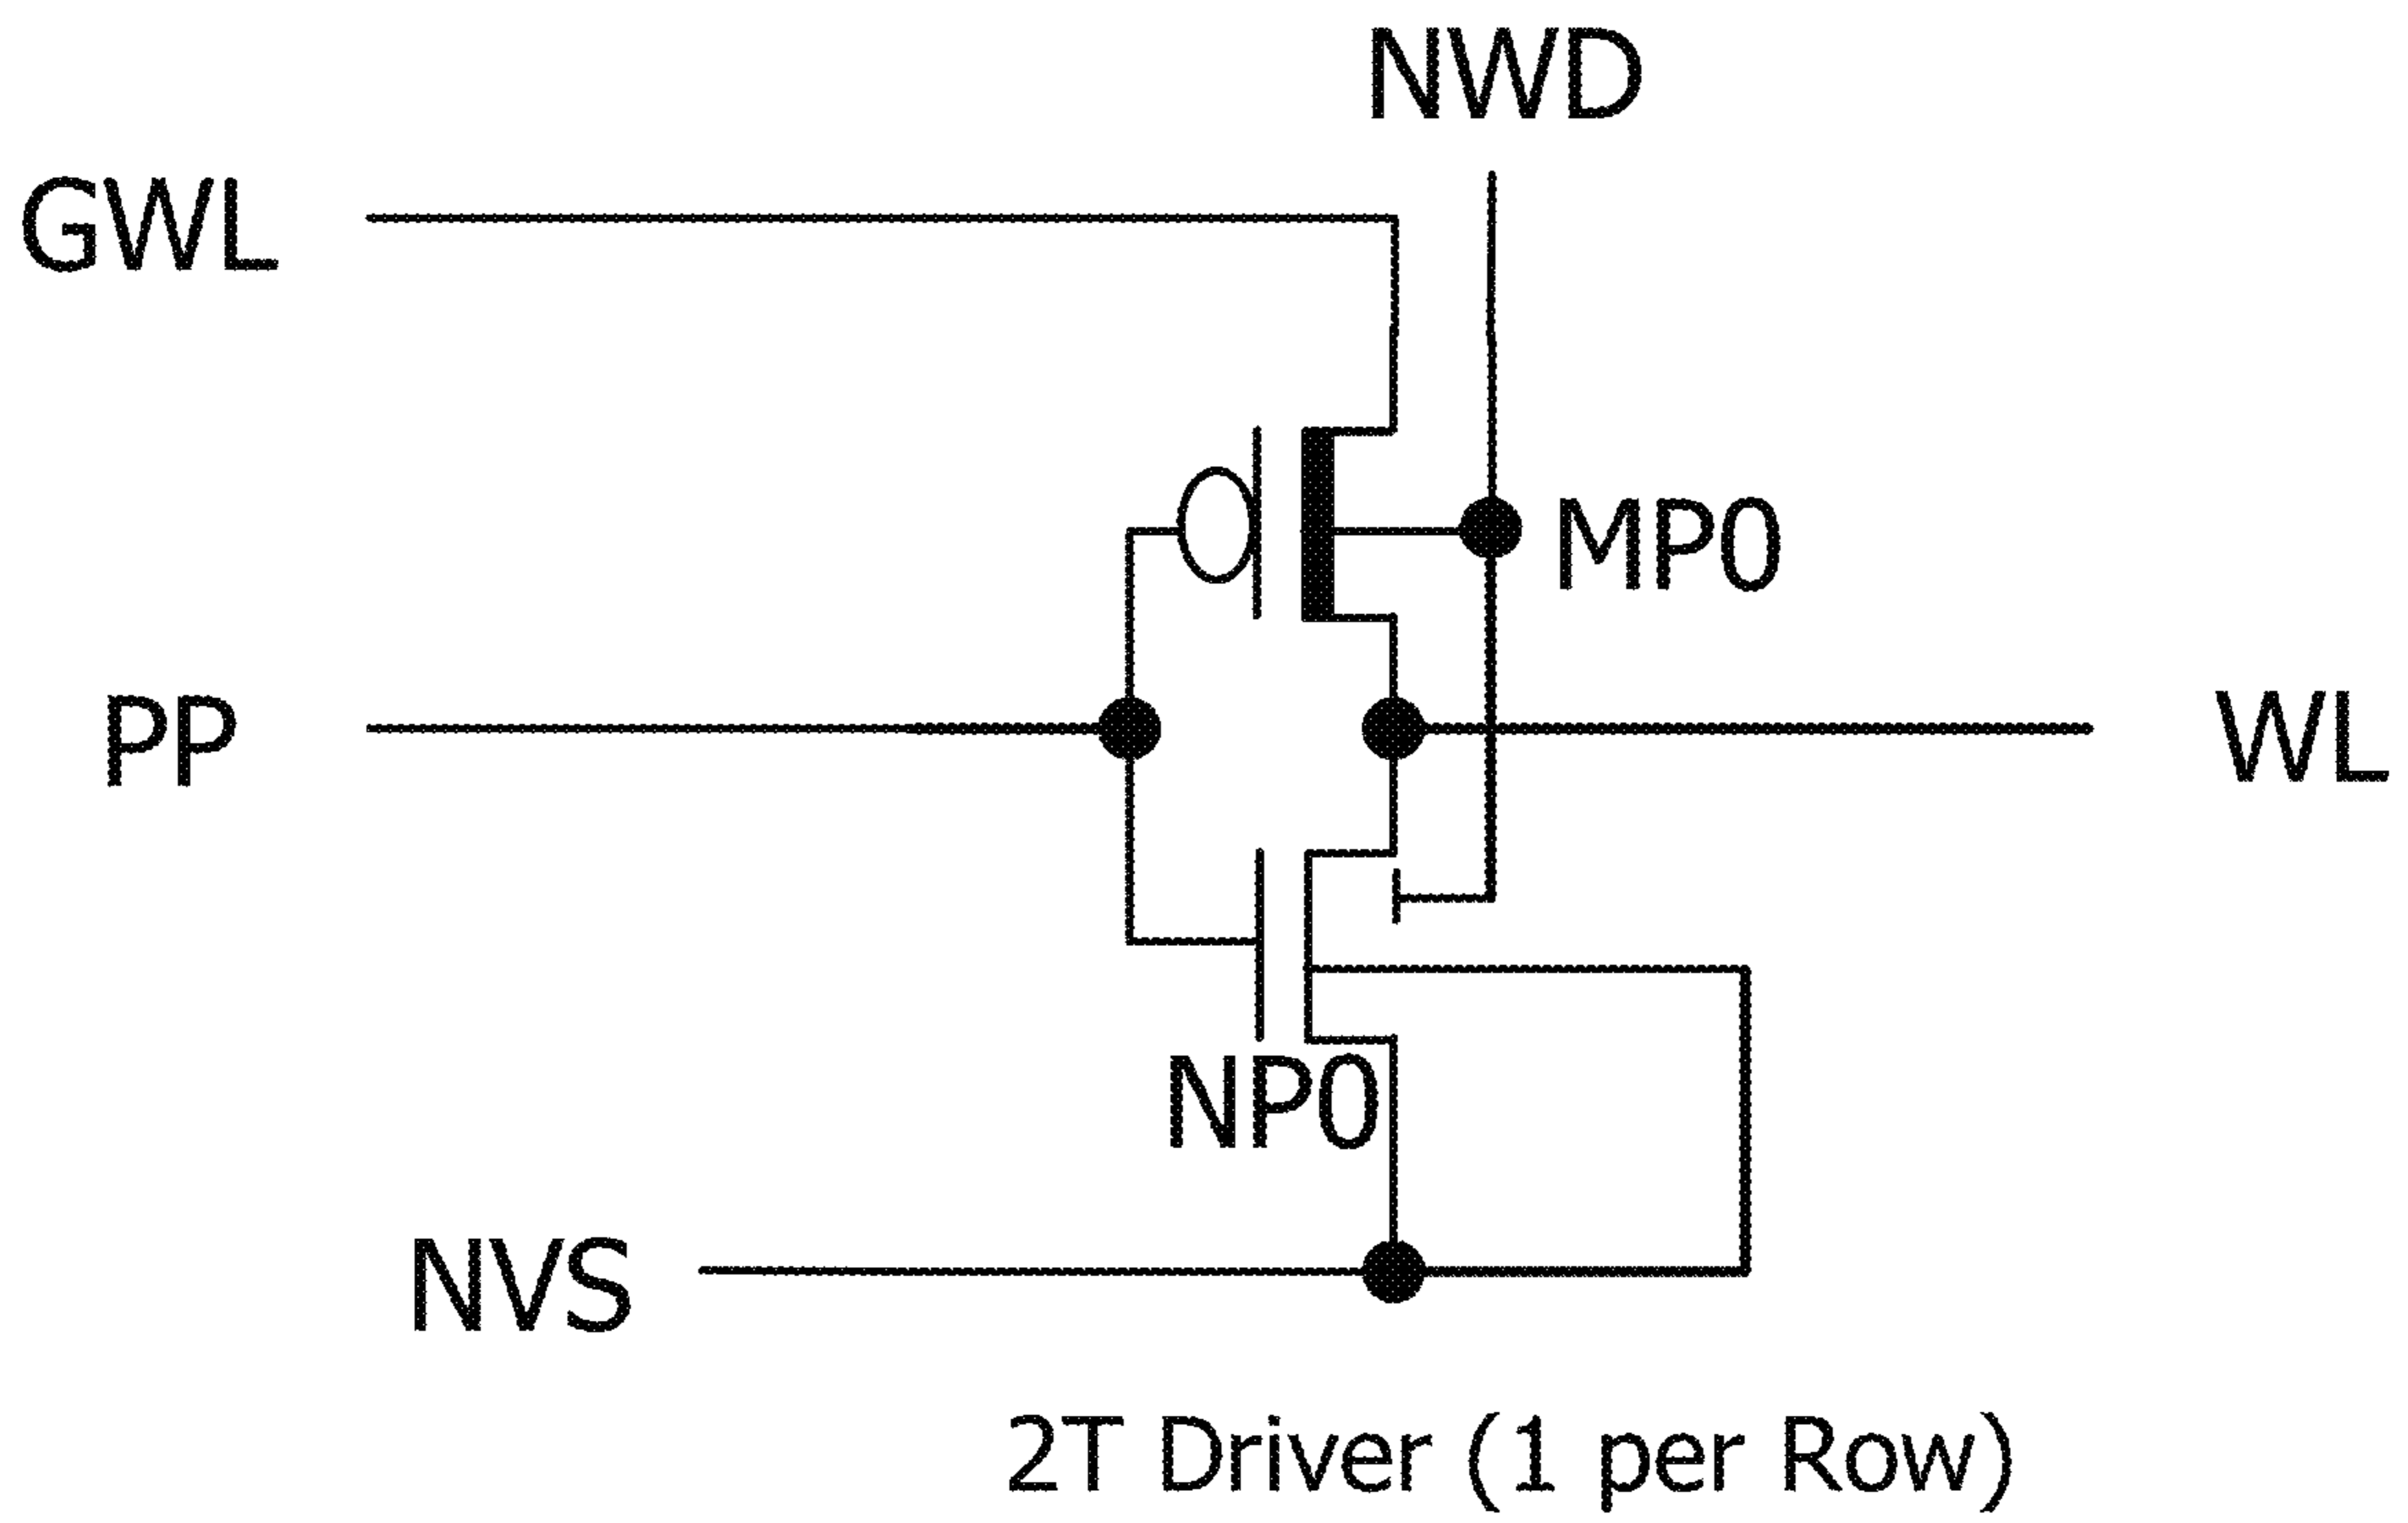 NWD
GWL
MP0
PP
WL
NP0
NVS
2T Driver (1 per Row)